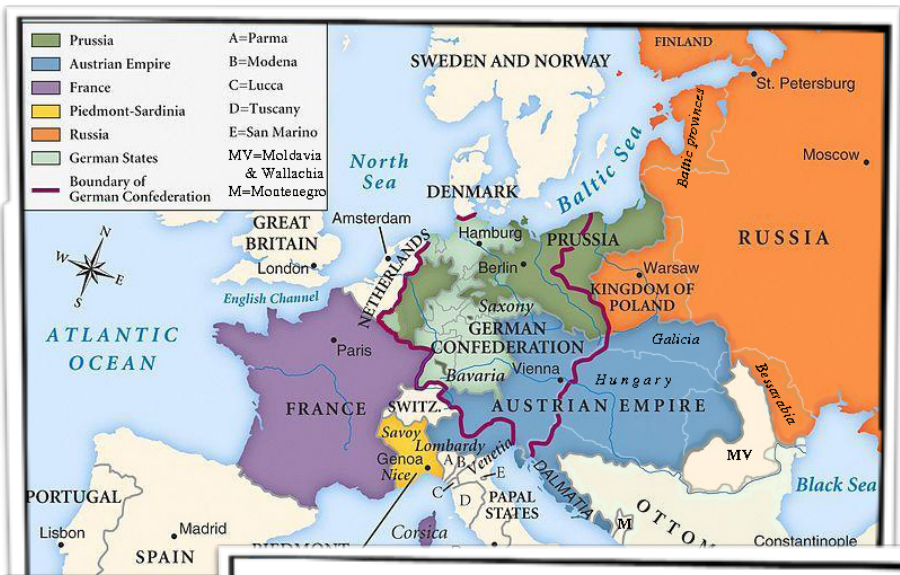 Prussia
Austrian Empire
France
Piedmont-Sardinia
Russia
German States
Boundary of
German Confederation
A=Parma
B=Modena
C=Lucca
D=Tuscany
E=San Marino
MV=Moldavia
& Wallachia
M=Montenegro
FINLAND
SWEDEN AND NORWAY
St. Petersburg
Baltic provinces
Moscow
North
Sea
Baltic Sea
DENMARK
GREAT
BRITAIN
Amsterdam
Hamburg
PRUSSIA
RUSSIA
N
W
E
S
London
NETHERLANDS
Berlin
Warsaw
KINGDOM OF
POLAND
English Channel
Saxony
ATLANTIC
OCEAN
GERMAN
CONFEDERATION
Galicia
Paris
Bavaria
Vienna
Hungary
Bessarabia
FRANCE
SWITZ.
AUSTRIAN EMPIRE
Savoy
Lombardy
Venetia
MV
Genoa
Nice
A
B
C
D
E
DALMATIA
Black Sea
PORTUGAL
PAPAL
STATES
M
OTTOM
Lisbon
Madrid
Corsica
Constantinople
SPAIN
PIEDMONT